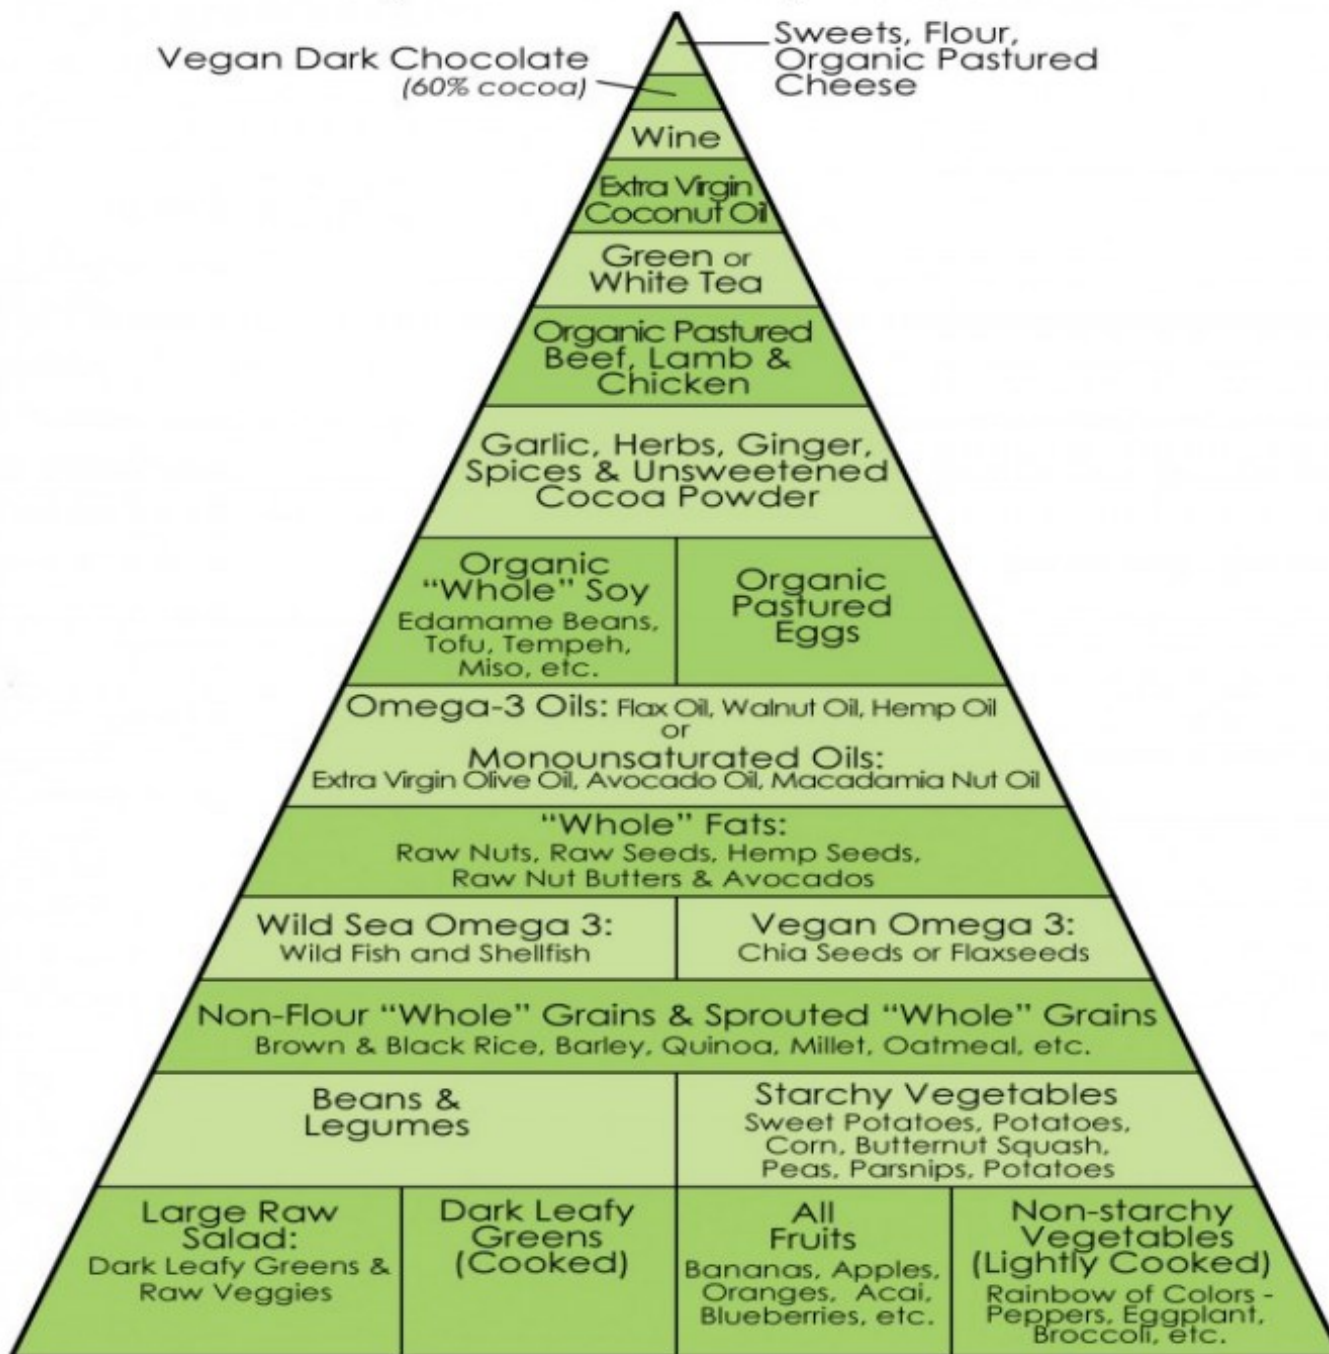 Vegan Dark Chocolate
(60% cocoa)
Sweets, Flour,
Organic Pastured
Cheese
Wine
Extra Virgin
Coconut Oil
Green or
White Tea
Organic Pastured
Beef, Lamb &
Chicken
Garlic, Herbs, Ginger,
Spices & Unsweetened
Cocoa Powder
Organic
“Whole” Soy
Edamame Beans,
Tofu, Tempeh,
Miso, etc.
Organic
Pastured
Eggs
Omega-3 Oils: Flax Oil, Walnut Oil, Hemp Oil
or
Monounsaturated Oils:
Extra Virgin Olive Oil, Avocado Oil, Macadamia Nut Oil
“Whole” Fats:
Raw Nuts, Raw Seeds, Hemp Seeds,
Raw Nut Butters & Avocados
Wild Sea Omega 3:
Wild Fish and Shellfish
Vegan Omega 3:
Chia Seeds or Flaxseeds
Non-Flour “Whole” Grains & Sprouted “Whole” Grains
Brown & Black Rice, Barley, Quinoa, Millet, Oatmeal, etc.
Beans &
Legumes
Starchy Vegetables
Sweet Potatoes, Potatoes,
Corn, Butternut Squash,
Peas, Parsnips, Potatoes
Large Raw
Salad:
Dark Leafy Greens &
Raw Veggies
Dark Leafy
Greens
(Cooked)
All
Fruits
Bananas, Apples,
Oranges, Acai,
Blueberries, etc.
Non-starchy
Vegetables
(Lightly Cooked)
Rainbow of Colors -
Peppers, Eggplant,
Broccoli, etc.